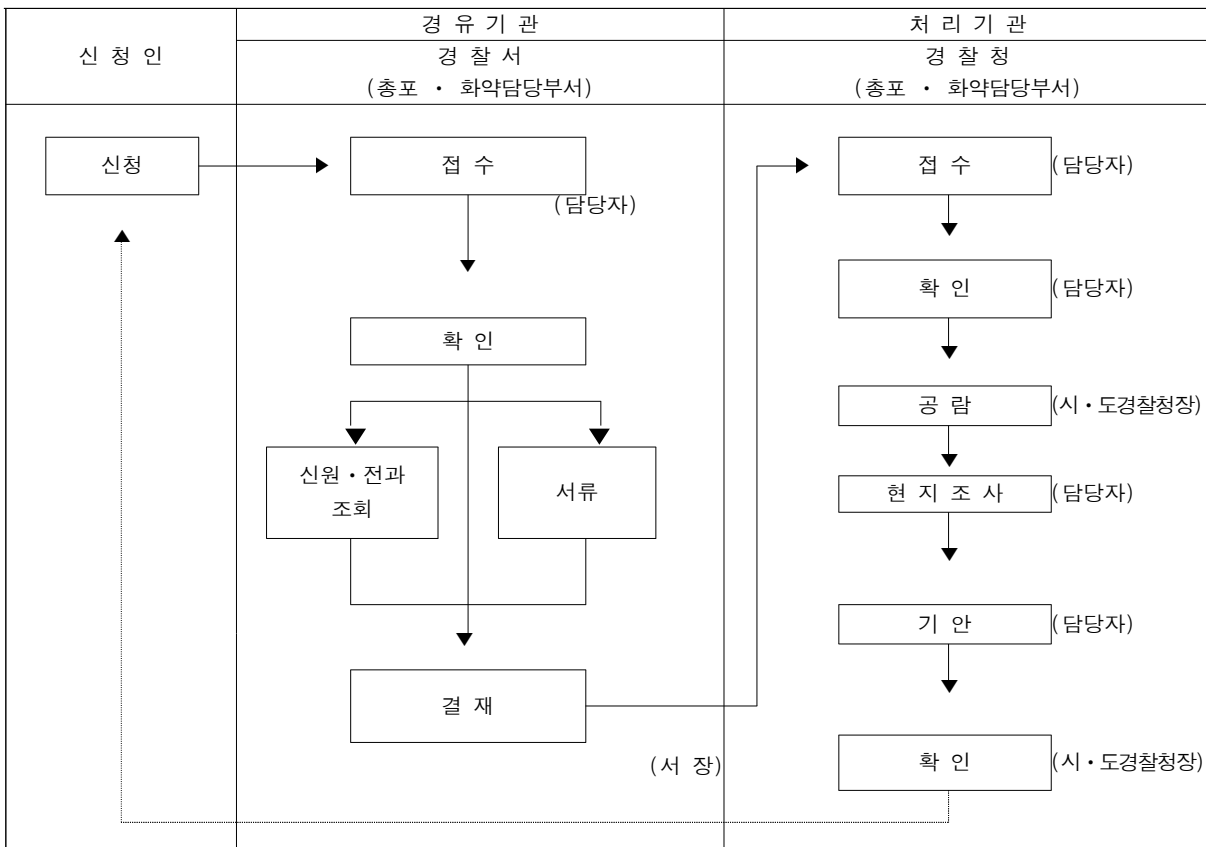 신 청 인
경 유 기 관
경 찰 서
(총포 · 화약담당부서)
처 리 기 관
경 찰 청
(총포 · 화약담당부서)
신청
접 수
(담당자)
확 인
신원·전과
조회
서류
결 재
(서 장)
접 수
(담당자)
확 인
(담당자)
공 람
(시·도경찰청장)
현 지 조 사
(담당자)
기 안
(담당자)
확 인
(시·도경찰청장)